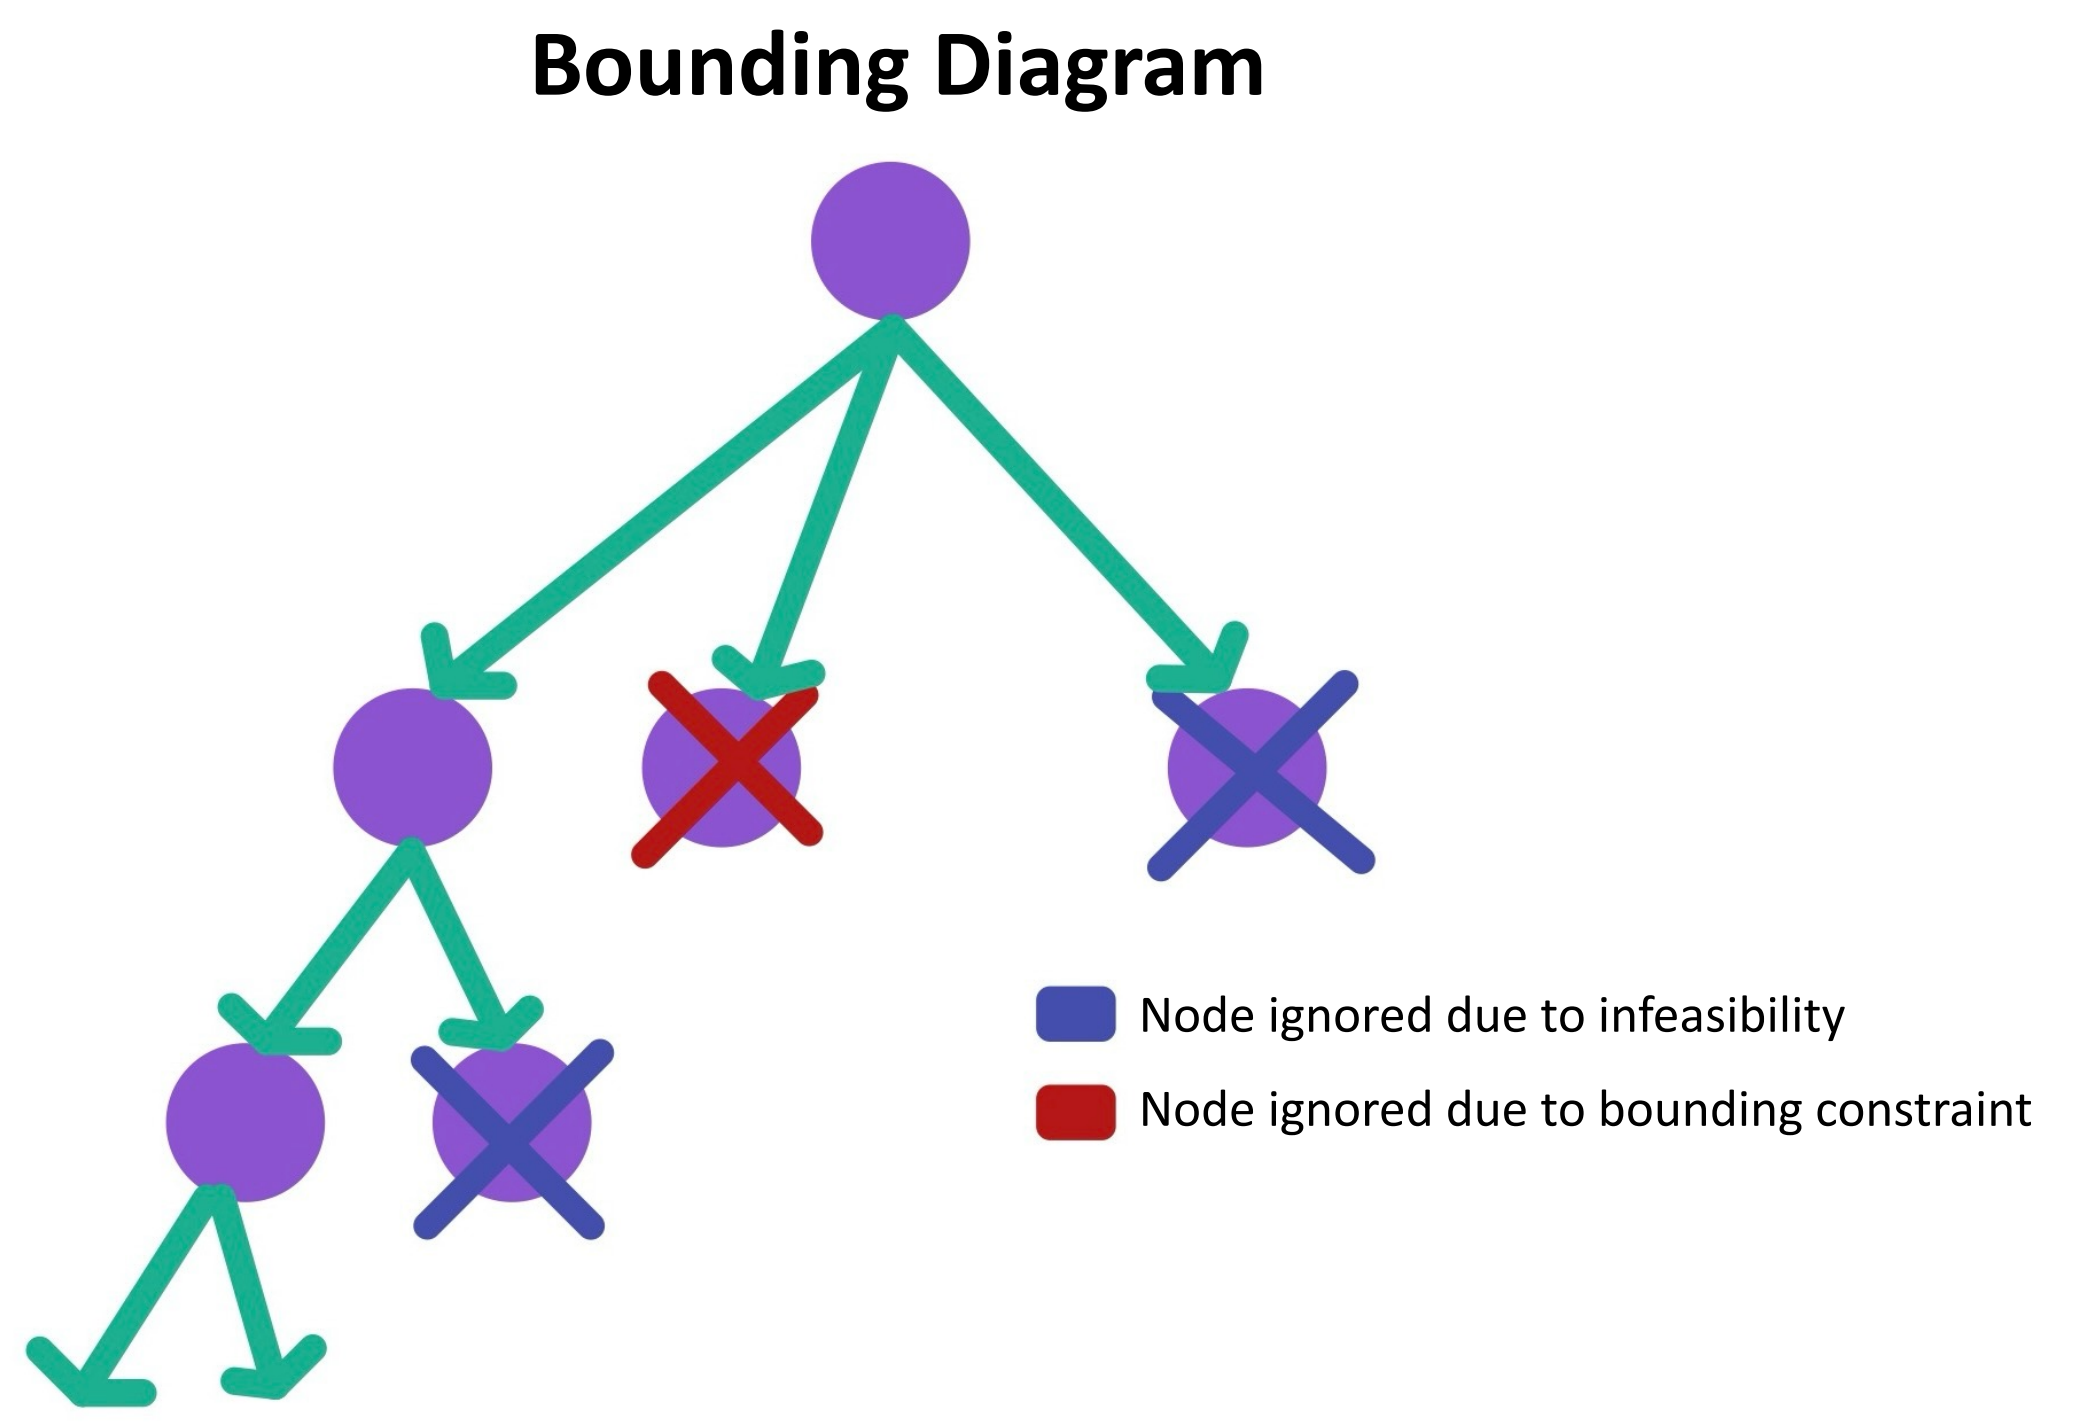 Bounding Diagram
Node ignored due to infeasibility
Node ignored due to bounding constraint